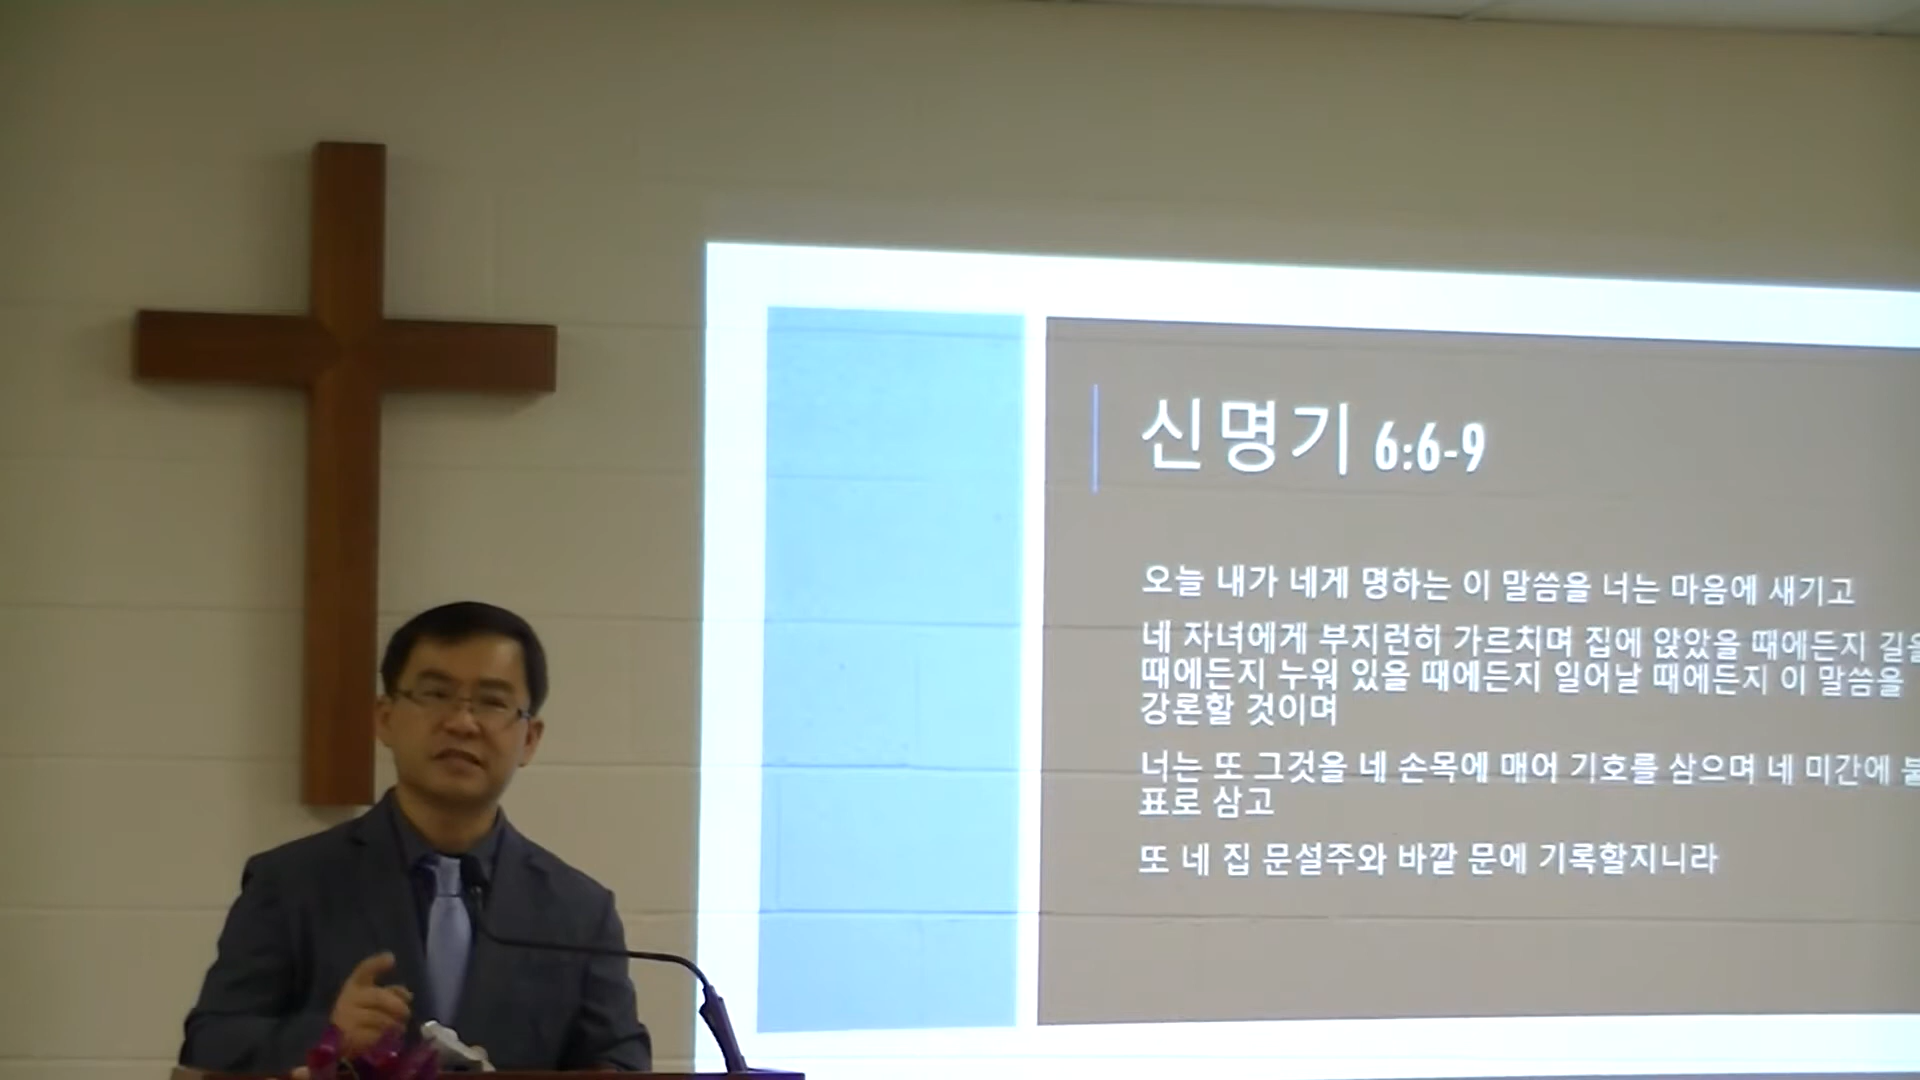 신명기 6:6-9
오늘 내가 네게 명하는 이 말씀을 너는 마음에 새기고
네 자녀에게 부지런히 가르치며 집에 앉았을 때에든지
때에든지 누워 있을 때에든지 일어날 때에든지 이 말씀을
강론할 것이며
너는 또 그것을 네 손목에 매어 기호를 삼으며 네 미간에
표로 삼고
또 네 집 문설주와 바깥 문에 기록할지니라